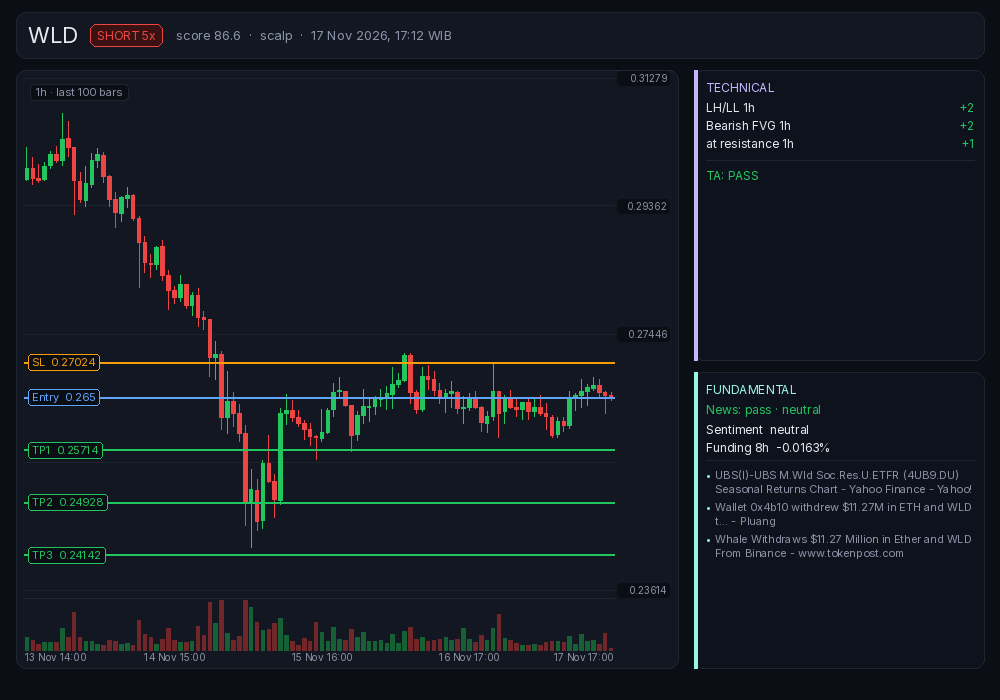 WLD
SHORT 5x
score 86.6 · scalp · 17 Nov 2026, 17:12 WIB
1h · last 100 bars
0.31279
0.29362
0.27446
0.23614
SL 0.27024
Entry 0.265
TP1 0.25714
TP2 0.24928
TP3 0.24142
13 Nov 14:00
14 Nov 15:00
15 Nov 16:00
16 Nov 17:00
17 Nov 17:00
TECHNICAL
LH/LL 1h +2
Bearish FVG 1h +2
at resistance 1h +1
TA: PASS
FUNDAMENTAL
News: pass · neutral
Sentiment neutral
Funding 8h -0.0163%
• UBS(I)-UBS M.Wld Soc.Res.U.ETFR (4UB9.DU)
Seasonal Returns Chart - Yahoo Finance - Yahoo!
• Wallet 0x4b10 withdrew $11.27M in ETH and WLD
t... - Pluang
• Whale Withdraws $11.27 Million in Ether and WLD
From Binance - www.tokenpost.com